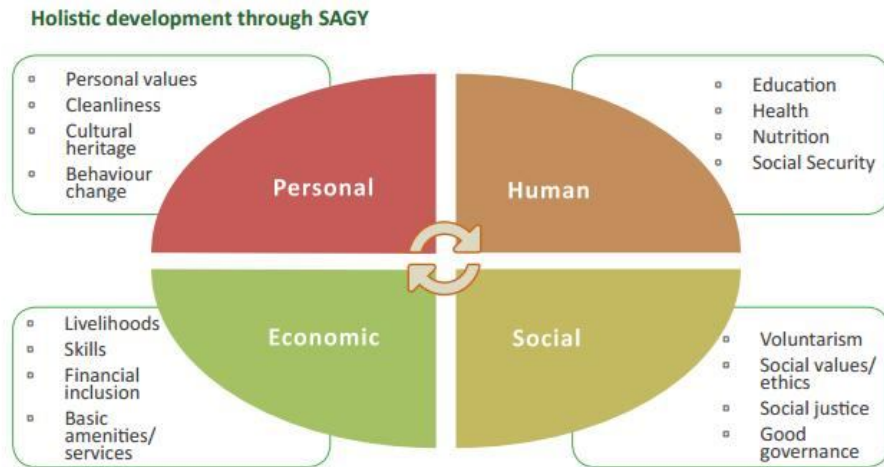 Holistic development through SAGY
Personal values
Cleanliness
Cultural
heritage
Behaviour
change
Personal
Education
Health
Nutrition
Social Security
Human
Livelihoods
Skills
Financial
inclusion
Basic
amenities/
services
Economic
Voluntarism
Social values/
ethics
Social justice
Good
governance
Social